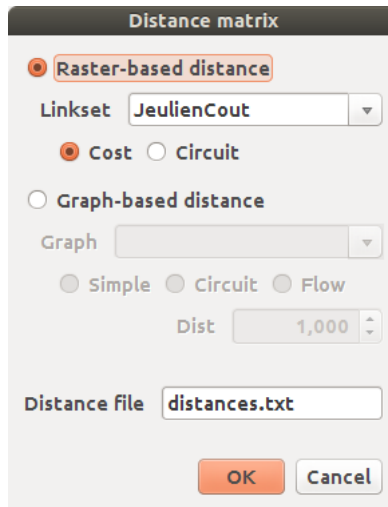 Distance matrix
Raster-based distance
Linkset JeulienCout
Cost Circuit
Graph-based distance
Graph
Simple Circuit Flow
Dist 1,000
Distance file distances.txt
OK Cancel